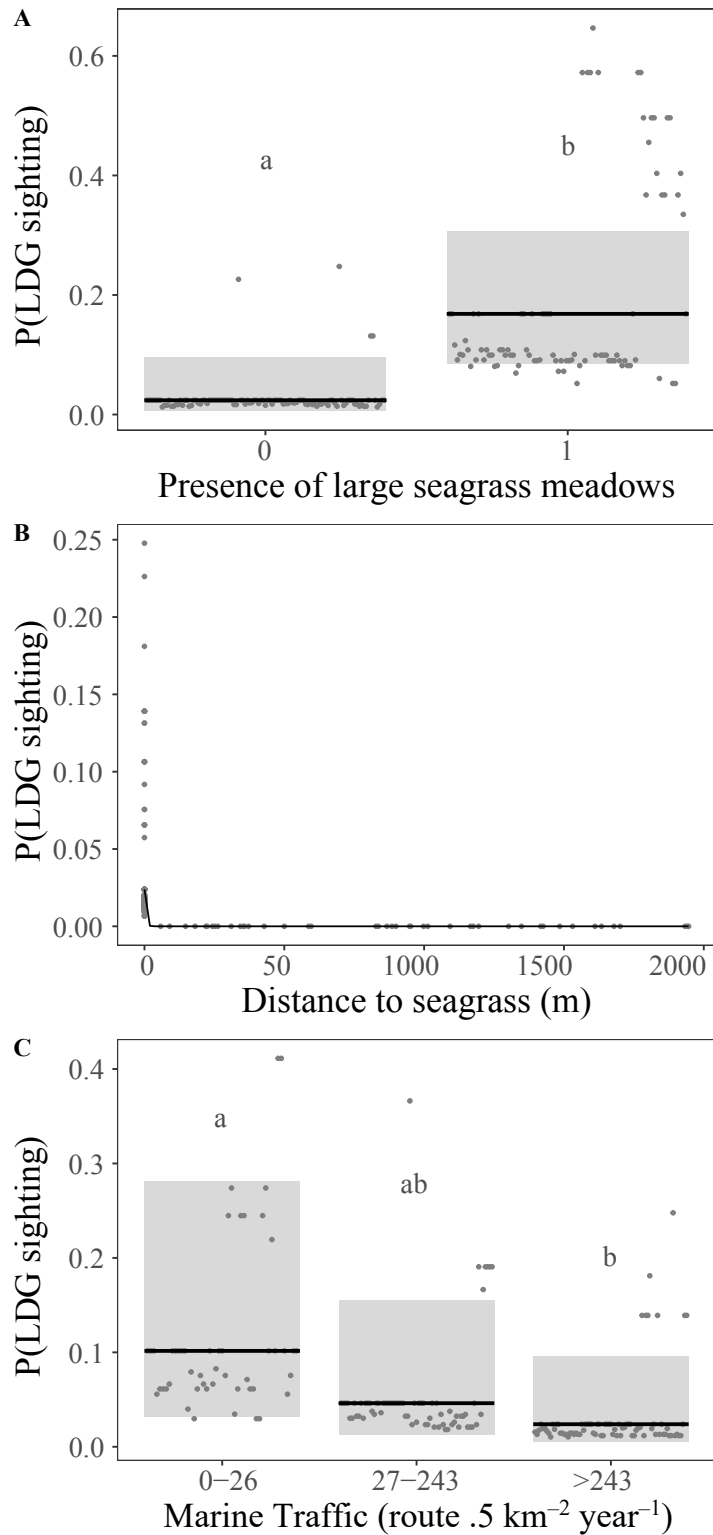 A
P(LDG sighting)
0.6
0.4
0.2
0.0
a
b
0
1
Presence of large seagrass meadows
B
P(LDG sighting)
0.25
0.20
0.15
0.10
0.05
0.00
0
50
1000
1500
2000
Distance to seagrass (m)
C
P(LDG sighting)
0.4
0.3
0.2
0.1
0.0
a
ab
b
0−26
27−243
>243
Marine Traffic (route .5 km⁻² year⁻¹)